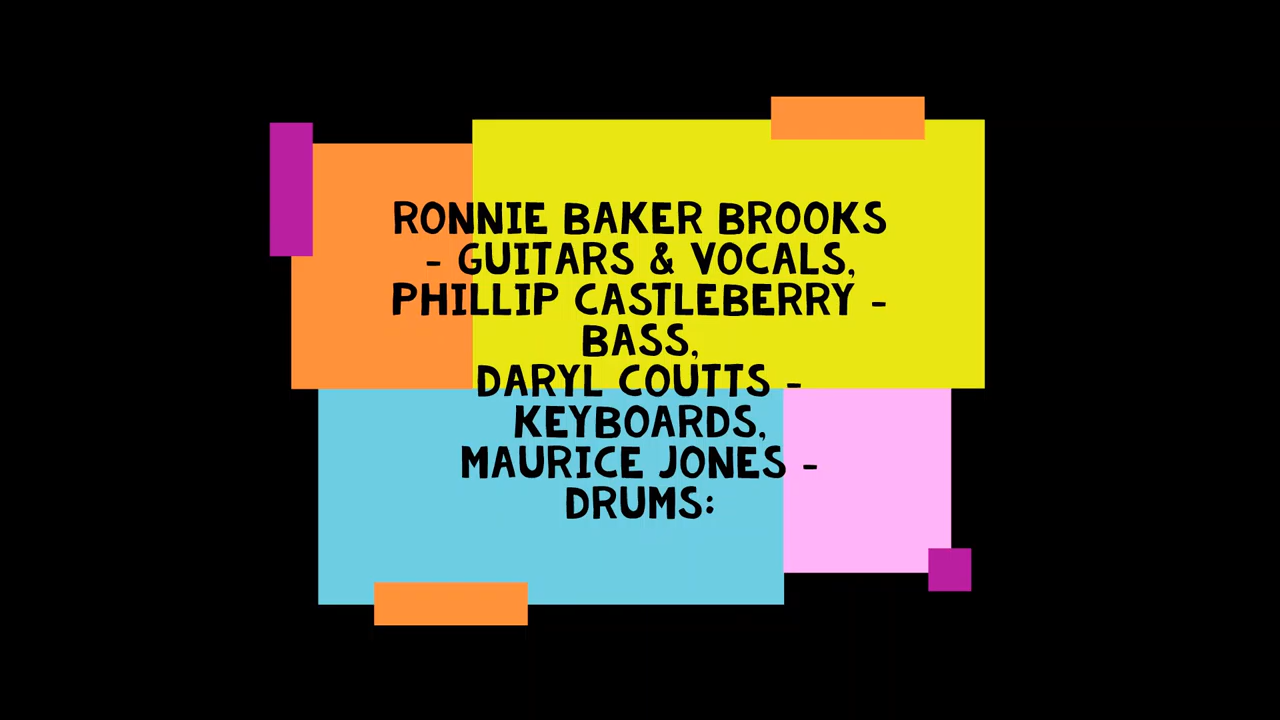 RONNIE BAKER BROOKS
- GUITARS & VOCALS,
PHILLIP CASTLEBERRY -
BASS,
DARYL COUTTS -
KEYBOARDS,
MAURICE JONES -
DRUMS: